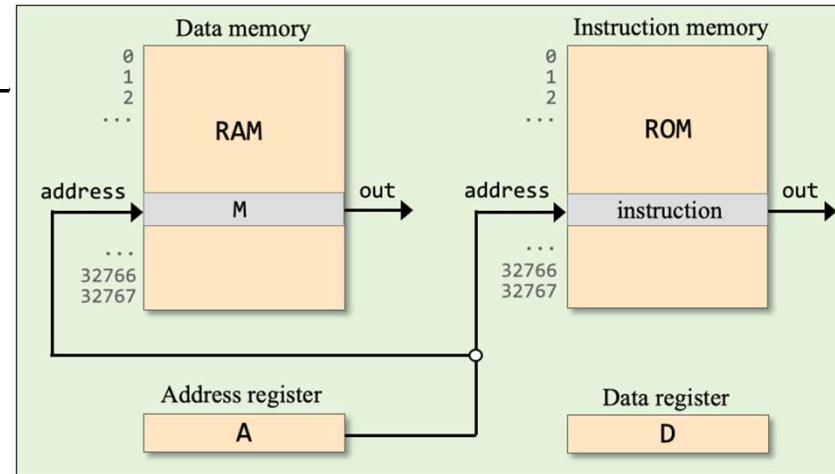 Data memory
0
1
2
...
RAM
address
M
out
...
32766
32767
Instruction memory
0
1
2
...
ROM
address
instruction
out
...
32766
32767
Address register
A
Data register
D